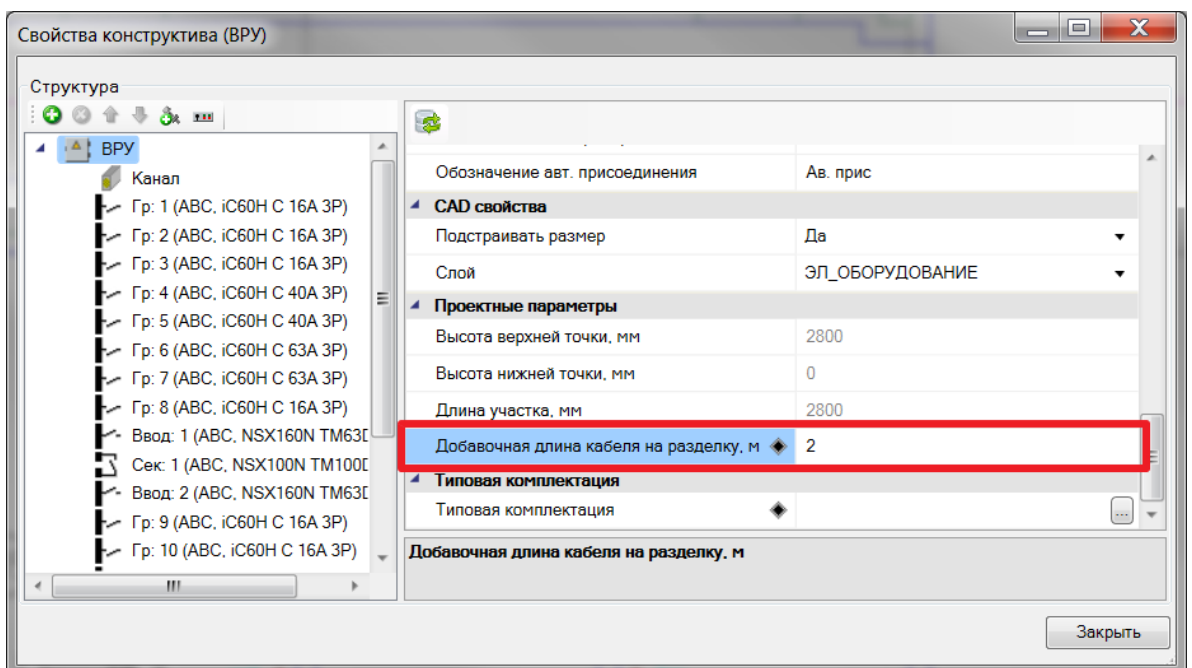 Свойства конструктива (ВРУ)
Структура
ВРУ
Канал
Гр: 1 (ABC, iC60H C 16A 3P)
Гр: 2 (ABC, iC60H C 16A 3P)
Гр: 3 (ABC, iC60H C 16A 3P)
Гр: 4 (ABC, iC60H C 40A 3P)
Гр: 5 (ABC, iC60H C 40A 3P)
Гр: 6 (ABC, iC60H C 63A 3P)
Гр: 7 (ABC, iC60H C 63A 3P)
Гр: 8 (ABC, iC60H C 16A 3P)
Ввод: 1 (ABC, NSX160N TM63D
Сек: 1 (ABC, NSX100N TM100D
Ввод: 2 (ABC, NSX160N TM63D
Гр: 9 (ABC, iC60H C 16A 3P)
Гр: 10 (ABC, iC60H C 16A 3P)
Обозначение авт. присоединения Ав. прис
CAD свойства
Подстраивать размер Да
Слой ЭЛ_ОБОРУДОВАНИЕ
Проектные параметры
Высота верхней точки, мм 2800
Высота нижней точки, мм 0
Длина участка, мм 2800
Добавочная длина кабеля на разделку, м 2
Типовая комплектация
Типовая комплектация ...
Добавочная длина кабеля на разделку, м
Закрыть